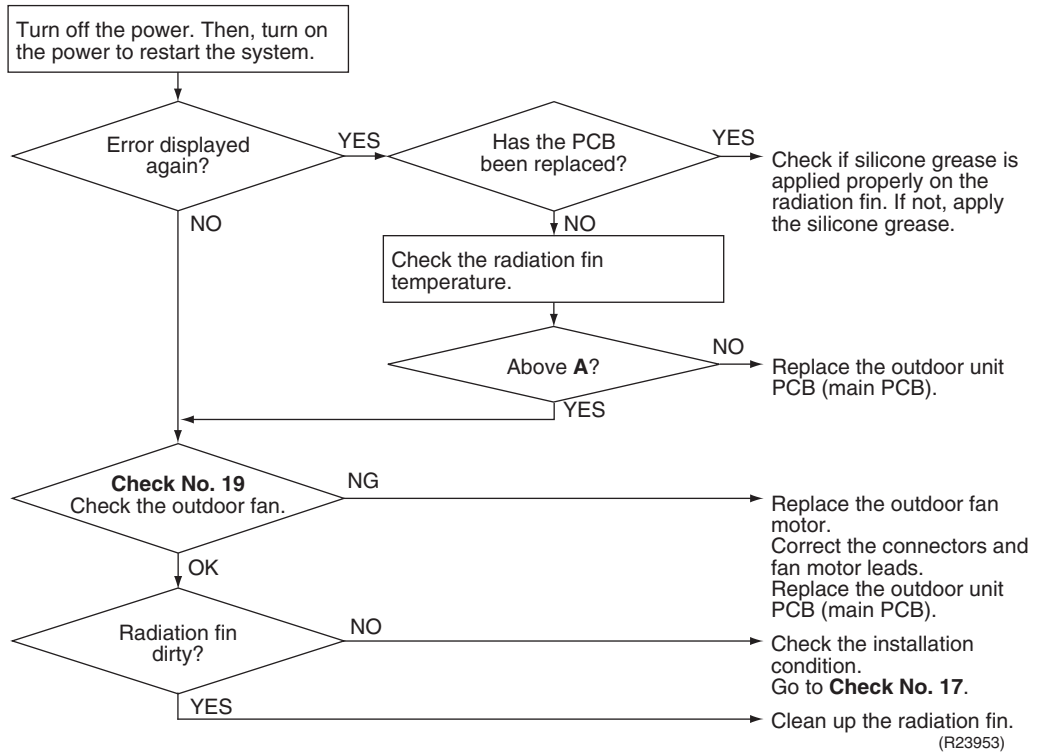 Turn off the power. Then, turn on
the power to restart the system.
Error displayed
again?
YES
Has the PCB
been replaced?
YES
Check if silicone grease is
applied properly on the
radiation fin. If not, apply
the silicone grease.
NO
NO
Check the radiation fin
temperature.
Above A?
NO
Replace the outdoor unit
PCB (main PCB).
YES
Check No. 19
Check the outdoor fan.
NG
Replace the outdoor fan
motor.
Correct the connectors and
fan motor leads.
Replace the outdoor unit
PCB (main PCB).
OK
Radiation fin
dirty?
NO
Check the installation
condition.
Go to Check No. 17.
YES
Clean up the radiation fin.
(R23953)